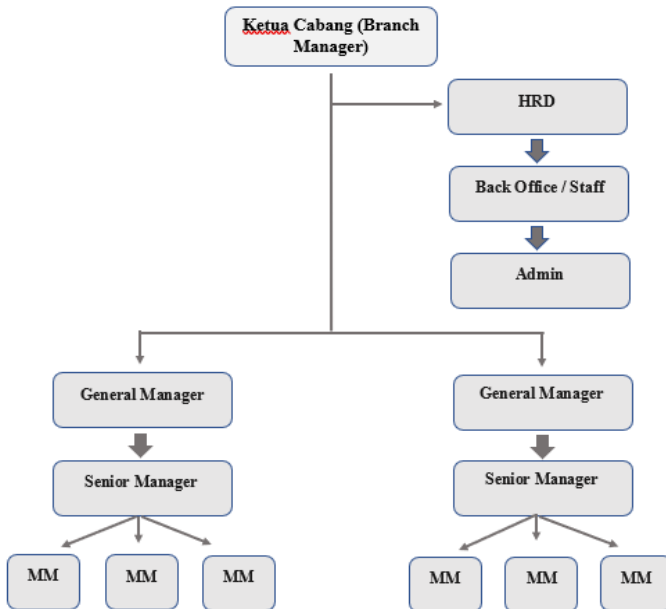 Ketua Cabang (Branch
Manager)
HRD
Back Office / Staff
Admin
General Manager
General Manager
Senior Manager
Senior Manager
MM
MM
MM
MM
MM
MM